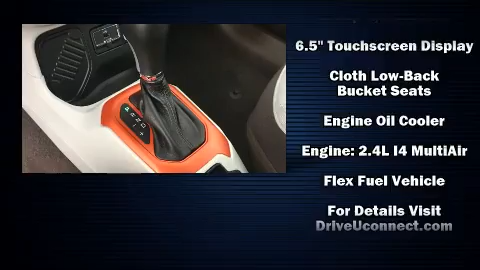 6.5" Touchscreen Display
Cloth Low-Back
Bucket Seats
Engine Oil Cooler
Engine: 2.4L I4 MultiAir
Flex Fuel Vehicle
For Details Visit
DriveUconnect.com